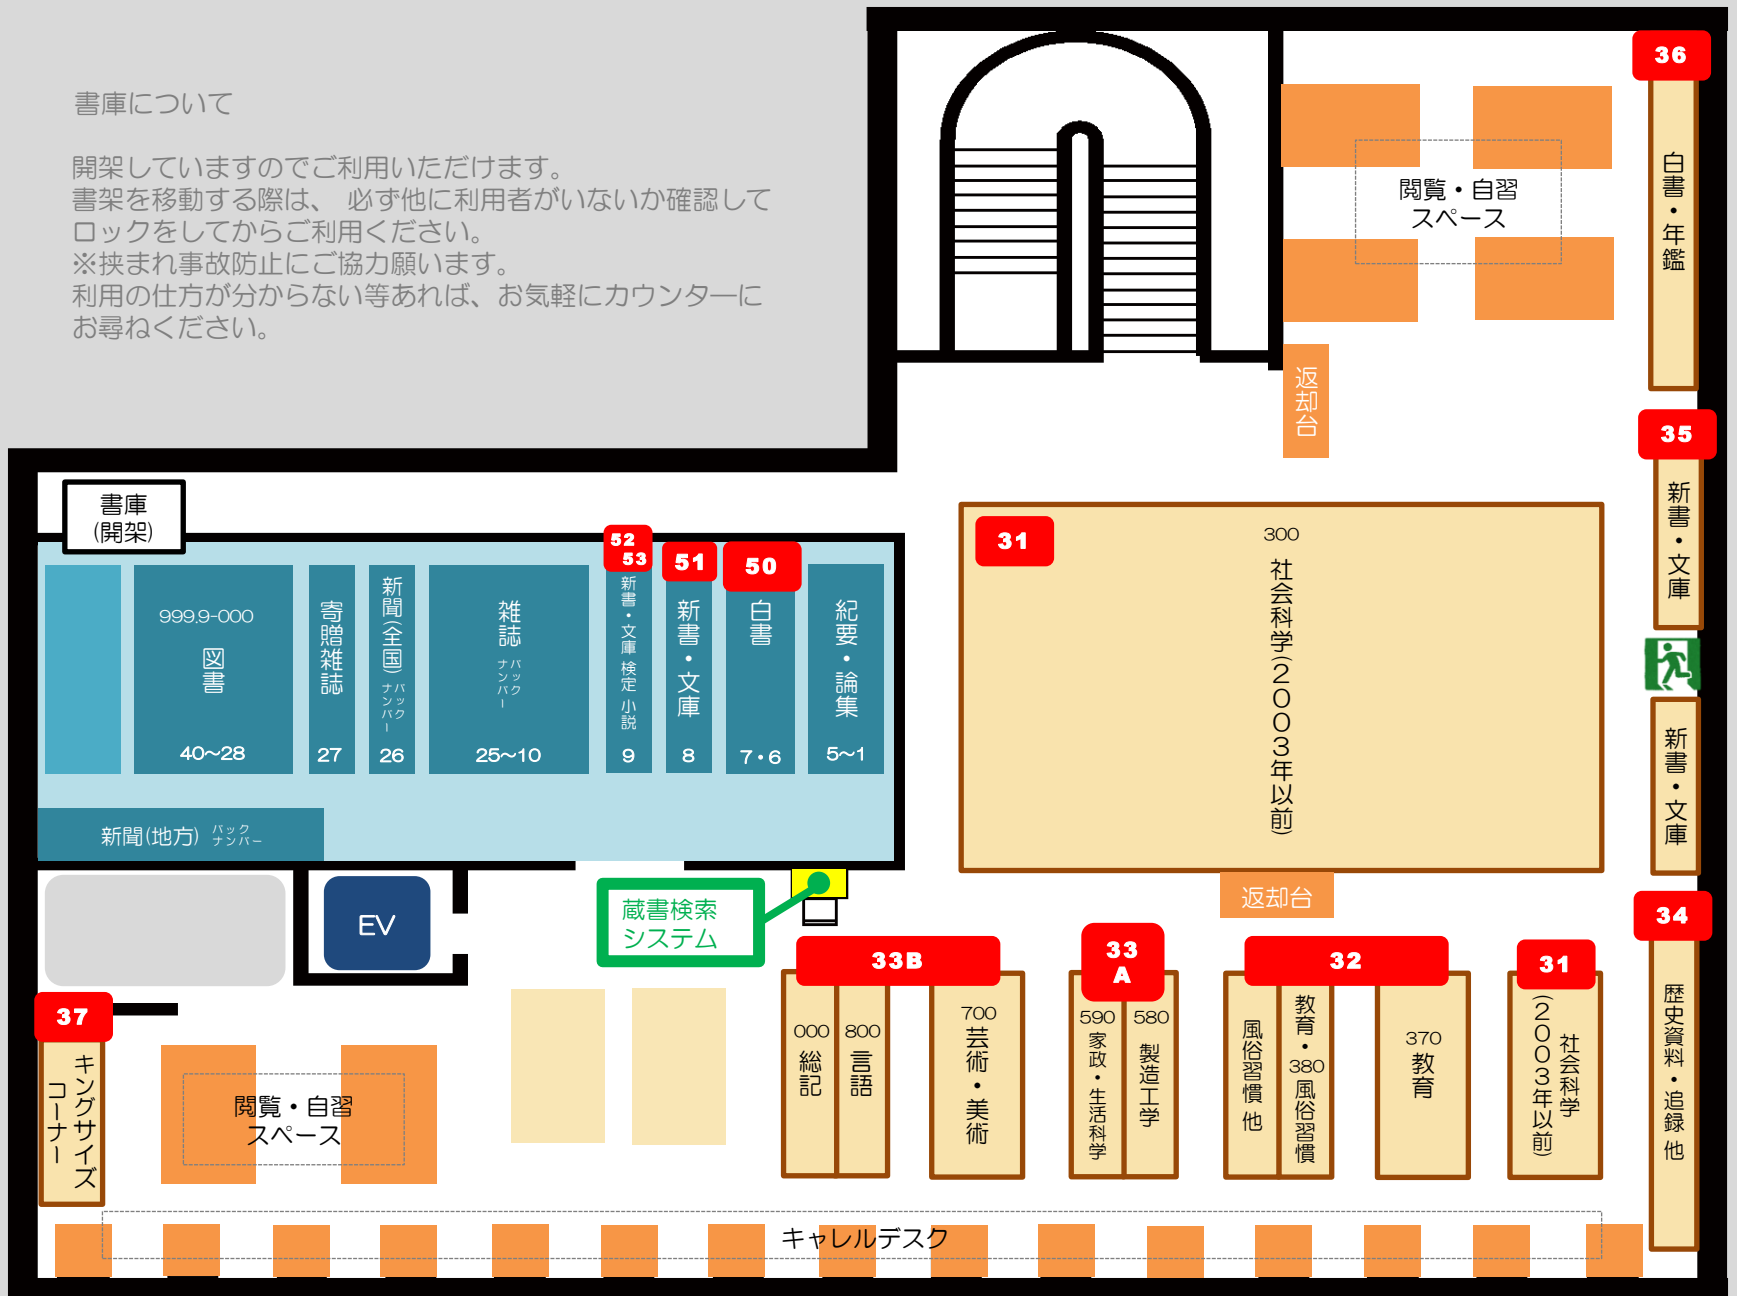 書庫について
開架していますのでご利用いただけます。
書架を移動する際は、 必ず他に利用者がいないか確認して
ロックをしてからご利用ください。
※挟まれ事故防止にご協力願います。
利用の仕方が分からない等あれば、お気軽にカウンターに
お尋ねください。
36
白書・年鑑
閲覧・自習
スペース
返却台
35
新書・文庫
新書・文庫
書庫
(開架)
999.9-000
図書
40～28
寄贈雑誌
27
新聞(全国)
バック
ナンバー
26
雑誌
バック
ナンバー
25～10
52
53
新書・文庫 検定 小説
9
51
新書・文庫
8
50
白書
7・6
紀要・論集
5～1
新聞(地方)
バック
ナンバー
31
300
社会科学(2003年以前)
返却台
EV
蔵書検索
システム
33B
000
総記
800
言語
700
芸術・美術
33
A
590
家政・生活科学
580
製造工学
32
風俗習慣 他
教育・380風俗習慣
370
教育
31
社会科学
(2003年以前)
34
歴史資料・追録 他
37
キングサイズ
コーナー
閲覧・自習
スペース
キャレルデスク